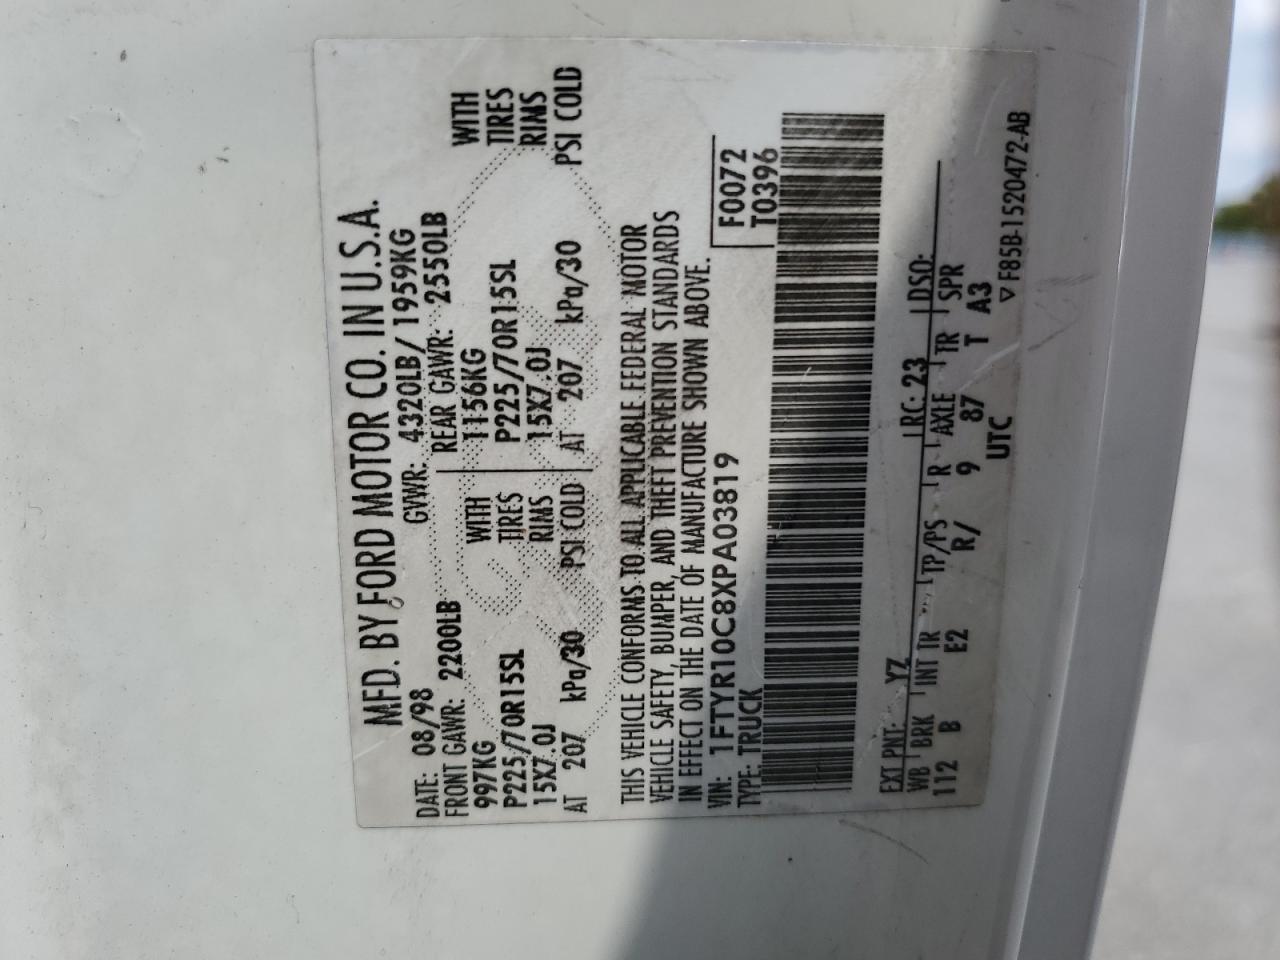 MFD. BY FORD MOTOR CO. IN U.S.A.
DATE: 08/98 GVWR: 4320LB/ 1959KG
FRONT GAWR: 2200LB REAR GAWR: 2550LB
997KG WITH 1156KG WITH
P225/70R15SL TIRES P225/70R15SL TIRES
15X7.0J RIMS 15X7.0J RIMS
AT 207 kPa/30 PSI COLD AT 207 kPa/30 PSI COLD
THIS VEHICLE CONFORMS TO ALL APPLICABLE FEDERAL MOTOR
VEHICLE SAFETY, BUMPER, AND THEFT PREVENTION STANDARDS
IN EFFECT ON THE DATE OF MANUFACTURE SHOWN ABOVE.
VIN: 1FTYR10C8XPA03819 F0072
TYPE: TRUCK T0396
EXT PNT: YZ RC: 23 DSO:
WB BRK INT TR TP/PS R AXLE TR SPR
112 B E2 R/ 9 87 T A3
UTC ▽ F85B-1520472-AB